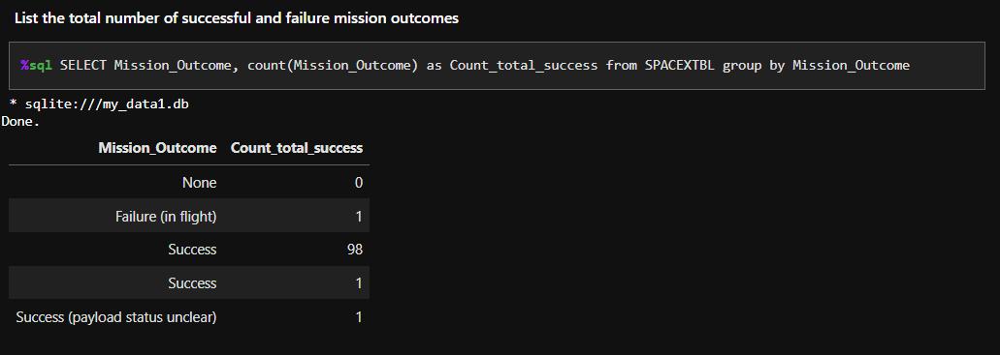 List the total number of successful and failure mission outcomes
%sql SELECT Mission_Outcome, count(Mission_Outcome) as Count_total_success from SPACEXTBL group by Mission_Outcome
* sqlite:///my_data1.db
Done.
Mission_Outcome Count_total_success
None 0
Failure (in flight) 1
Success 98
Success 1
Success (payload status unclear) 1